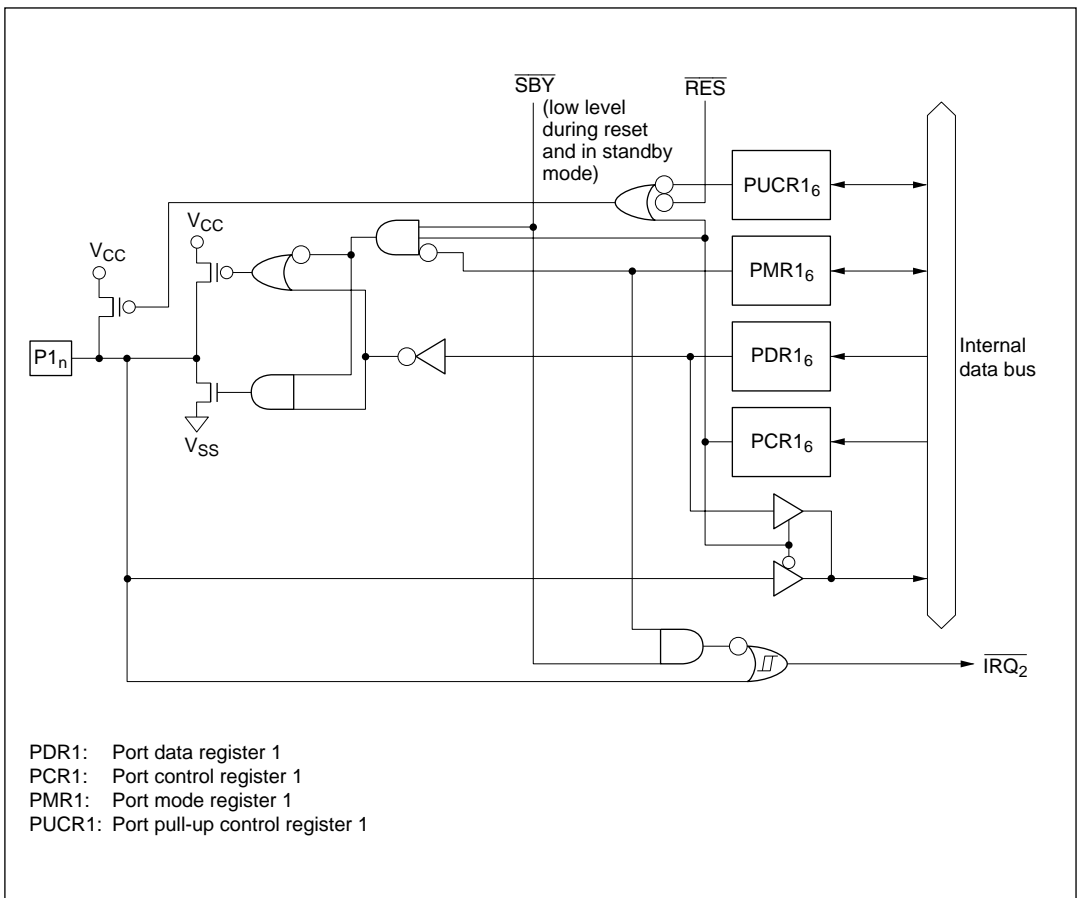 SBY
(low level
during reset
and in standby
mode)
RES
PUCR1₆
VCC
VCC
PMR1₆
P1ₙ
PDR1₆
Internal
data bus
VSS
PCR1₆
IRQ₂
PDR1: Port data register 1
PCR1: Port control register 1
PMR1: Port mode register 1
PUCR1: Port pull-up control register 1